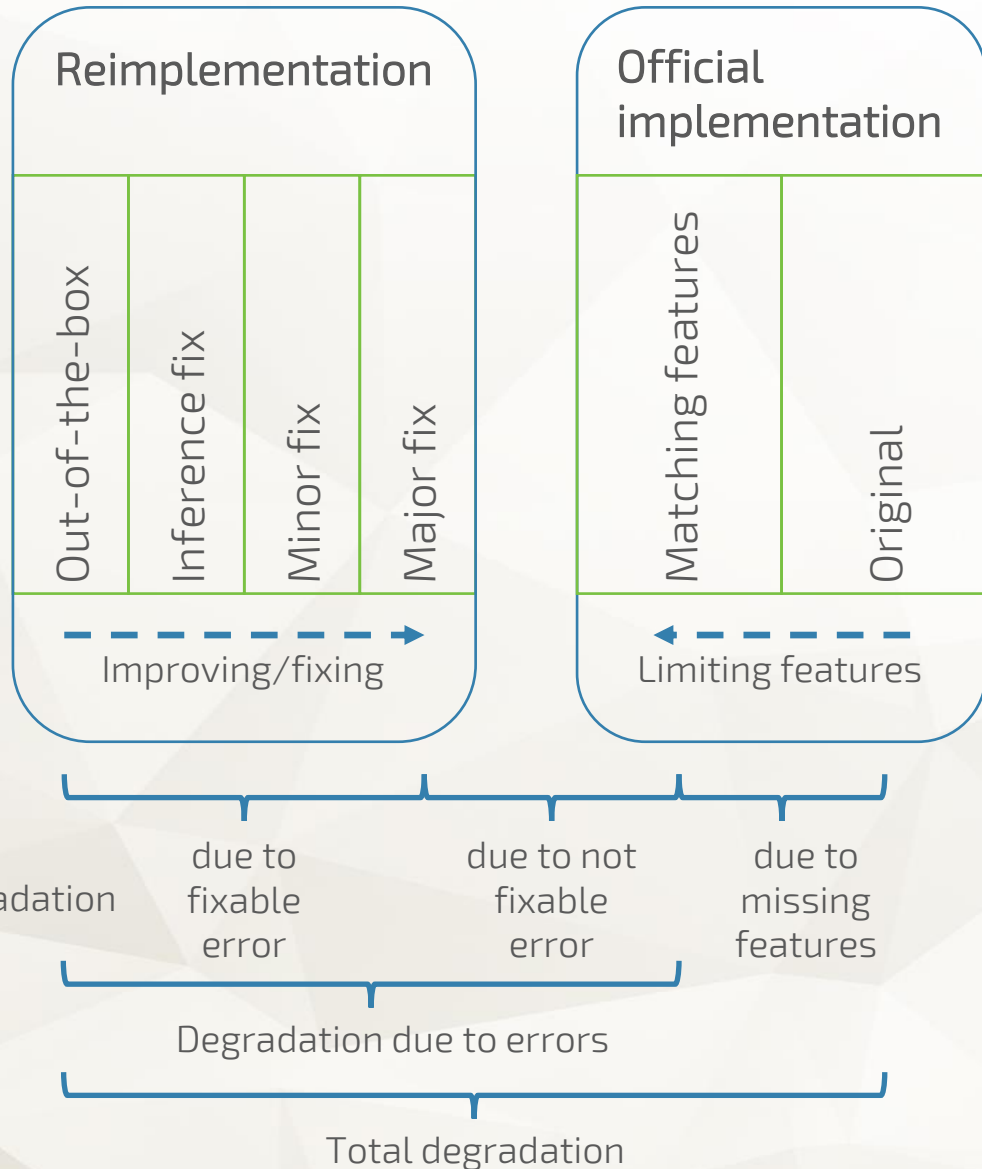 Reimplementation
Official
implementation
Out-of-the-box
Inference fix
Minor fix
Major fix
Matching features
Original
Improving/fixing
Limiting features
adation
due to
fixable
error
due to not
fixable
error
due to
missing
features
Degradation due to errors
Total degradation